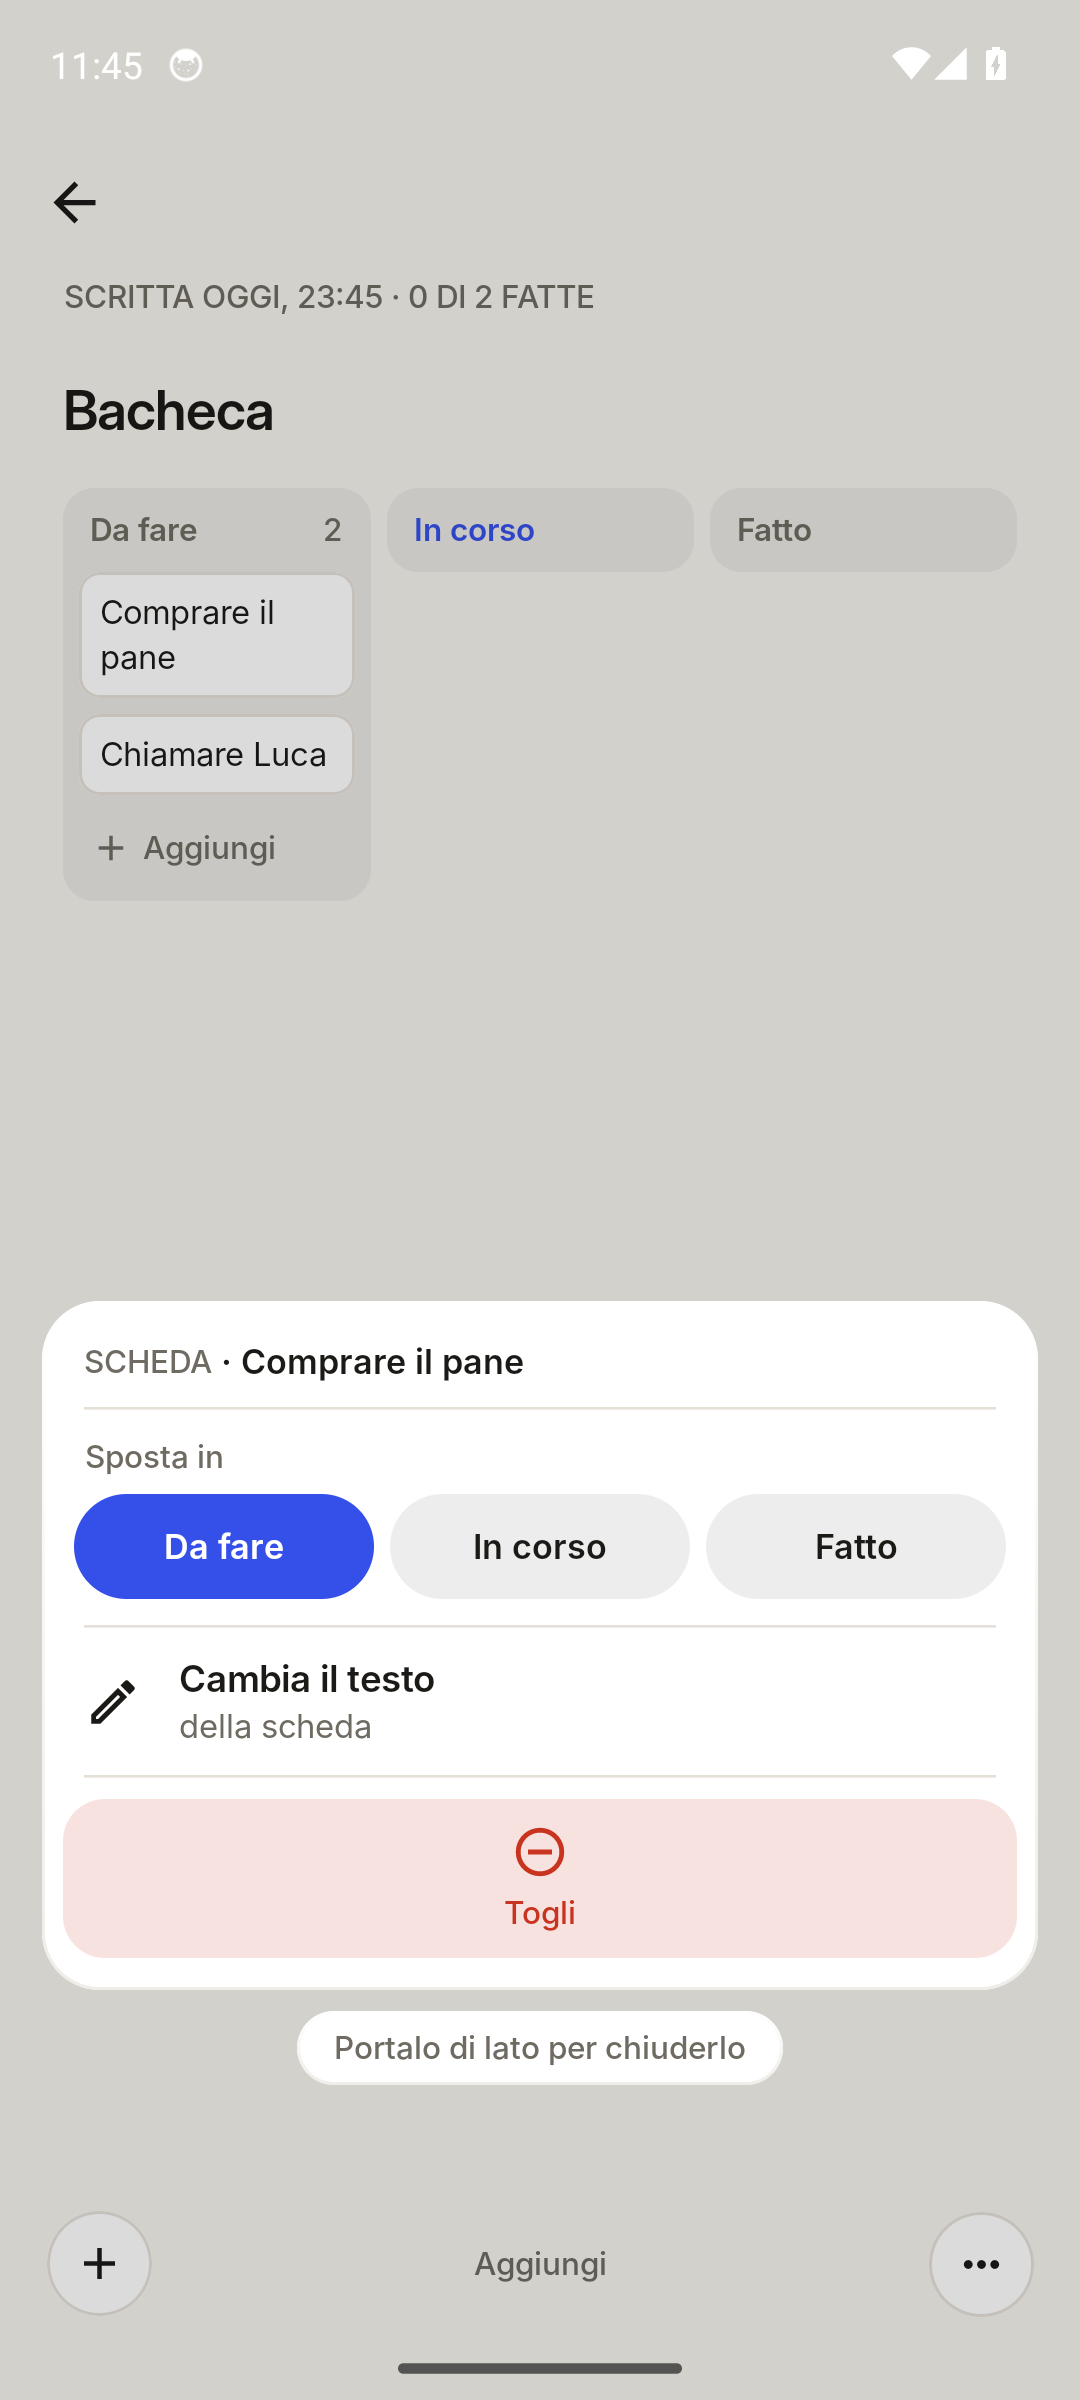 11:45
SCRITTA OGGI, 23:45 · 0 DI 2 FATTE
Bacheca
Da fare 2
In corso
Fatto
Comprare il
pane
Chiamare Luca
Aggiungi
SCHEDA · Comprare il pane
Sposta in
Da fare
In corso
Fatto
Cambia il testo
della scheda
Togli
Portalo di lato per chiuderlo
Aggiungi